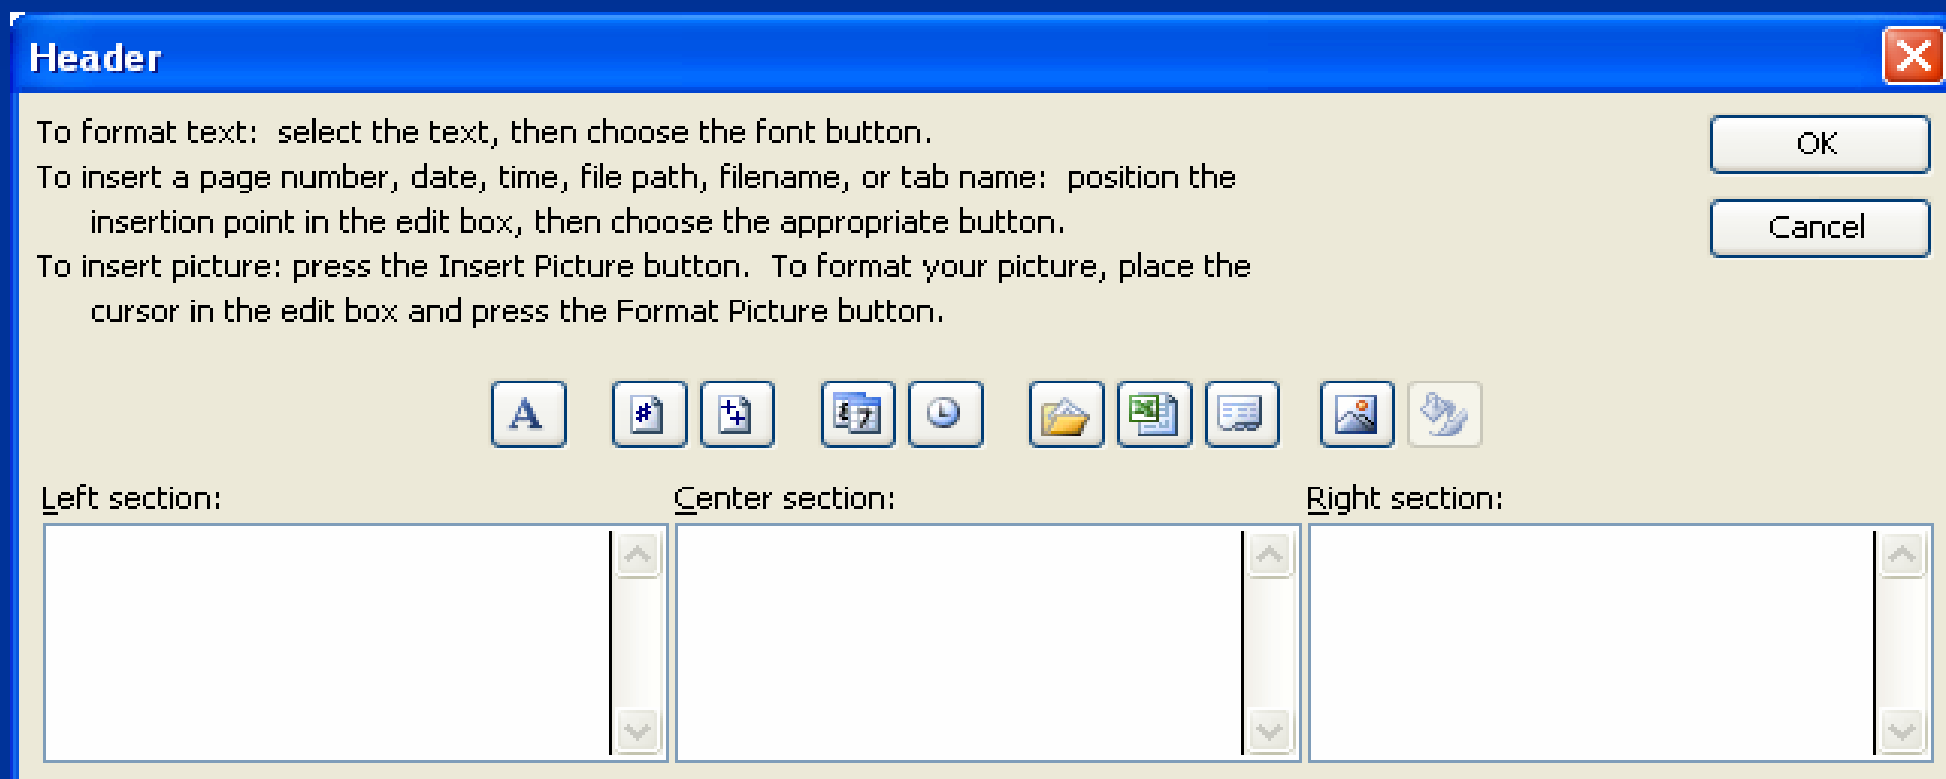 Header
To format text:  select the text, then choose the font button.
To insert a page number, date, time, file path, filename, or tab name:  position the
insertion point in the edit box, then choose the appropriate button.
To insert picture: press the Insert Picture button.  To format your picture, place the
cursor in the edit box and press the Format Picture button.
OK
Cancel
A
Left section:
Center section:
Right section: